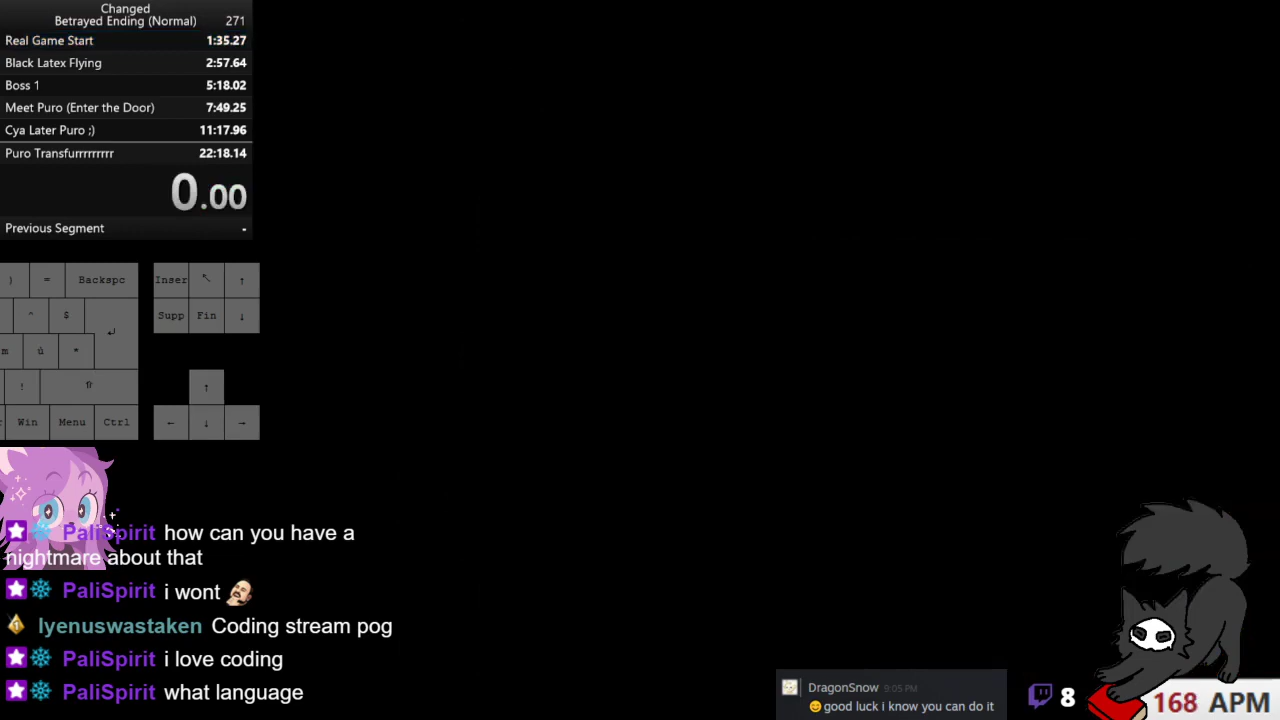 Changed
Betrayed Ending (Normal) 271
Real Game Start 1:35.27
Black Latex Flying 2:57.64
Boss 1 5:18.02
Meet Puro (Enter the Door) 7:49.25
Cya Later Puro ;) 11:17.96
Puro Transfurrrrrrrrr 22:18.14
0.00
Previous Segment -
) = Backspc Inser ↖ ↑
^ $ ↵ Supp Fin ↓
m ù *
! ⇧ ↑
Win Menu Ctrl ← ↓ →
PaliSpirit how can you have a
nightmare about that
PaliSpirit i wont
Iyenuswastaken Coding stream pog
PaliSpirit i love coding
PaliSpirit what language
DragonSnow 9:05 PM
😊good luck i know you can do it
8
168 APM